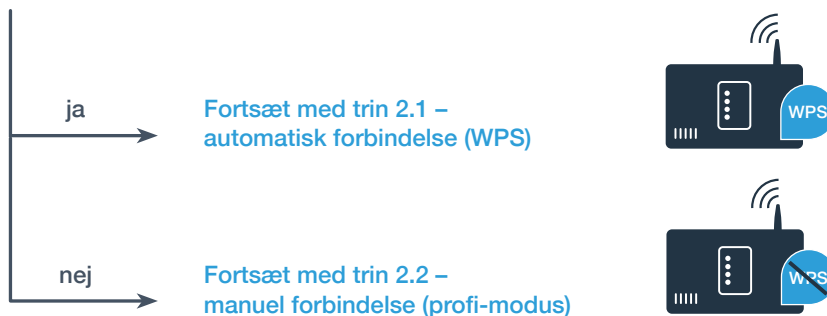 ja
Fortsæt med trin 2.1 –
automatisk forbindelse (WPS)
WPS
nej
Fortsæt med trin 2.2 –
manuel forbindelse (profi-modus)
WPS